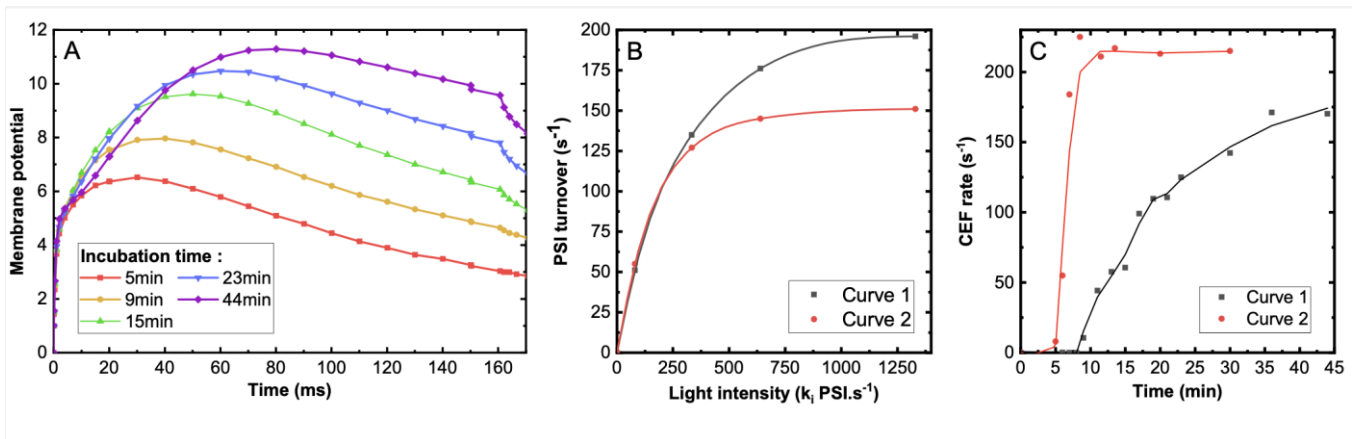 A
Membrane potential
12
10
8
6
4
2
0
Incubation time :
5min
23min
9min
44min
15min
0 20 40 60 80 100 120 140 160
Time (ms)
B
PSI turnover (s⁻¹)
200
175
150
125
100
75
50
25
0
Curve 1
Curve 2
0 250 500 750 1000 1250
Light intensity (kᵢ PSI.s⁻¹)
C
CEF rate (s⁻¹)
200
150
100
50
0
Curve 1
Curve 2
0 5 10 15 20 25 30 35 40 45
Time (min)